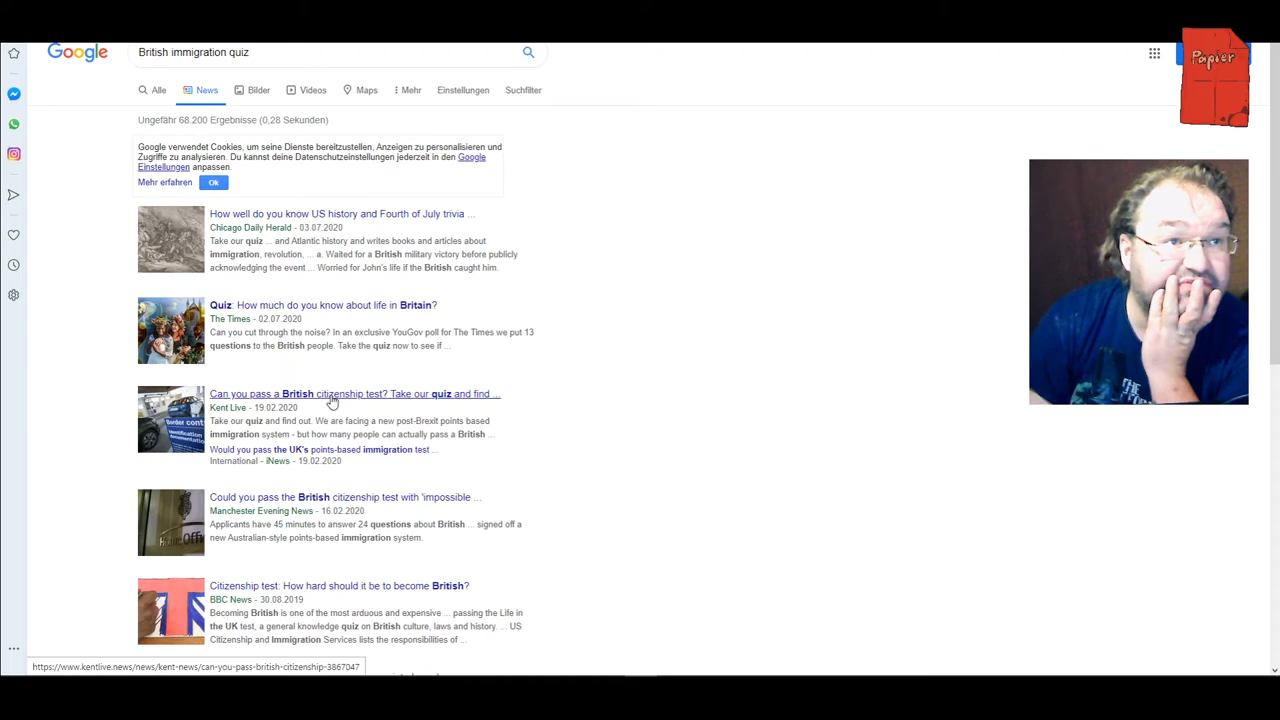 Google
British immigration quiz
Alle News Bilder Videos Maps Mehr Einstellungen Suchfilter
Papier
Ungefähr 68.200 Ergebnisse (0,28 Sekunden)
Google verwendet Cookies, um seine Dienste bereitzustellen, Anzeigen zu personalisieren und
Zugriffe zu analysieren. Du kannst deine Datenschutzeinstellungen jederzeit in den Google
Einstellungen anpassen.
Mehr erfahren Ok
How well do you know US history and Fourth of July trivia ...
Chicago Daily Herald - 03.07.2020
Take our quiz ... and Atlantic history and writes books and articles about
immigration, revolution, ... a. Waited for a British military victory before publicly
acknowledging the event ... Worried for John's life if the British caught him.
Quiz: How much do you know about life in Britain?
The Times - 02.07.2020
Can you cut through the noise? In an exclusive YouGov poll for The Times we put 13
questions to the British people. Take the quiz now to see if ...
Can you pass a British citizenship test? Take our quiz and find ...
Kent Live - 19.02.2020
Take our quiz and find out. We are facing a new post-Brexit points based
immigration system - but how many people can actually pass a British ...
Would you pass the UK's points-based immigration test ...
International - iNews - 19.02.2020
Border cont
Could you pass the British citizenship test with 'impossible ...
Manchester Evening News - 16.02.2020
Applicants have 45 minutes to answer 24 questions about British ... signed off a
new Australian-style points-based immigration system.
Citizenship test: How hard should it be to become British?
BBC News - 30.08.2019
Becoming British is one of the most arduous and expensive ... passing the Life in
the UK test, a general knowledge quiz on British culture, laws and history. ... US
Citizenship and Immigration Services lists the responsibilities of ...
https://www.kentlive.news/news/kent-news/can-you-pass-british-citizenship-3867047